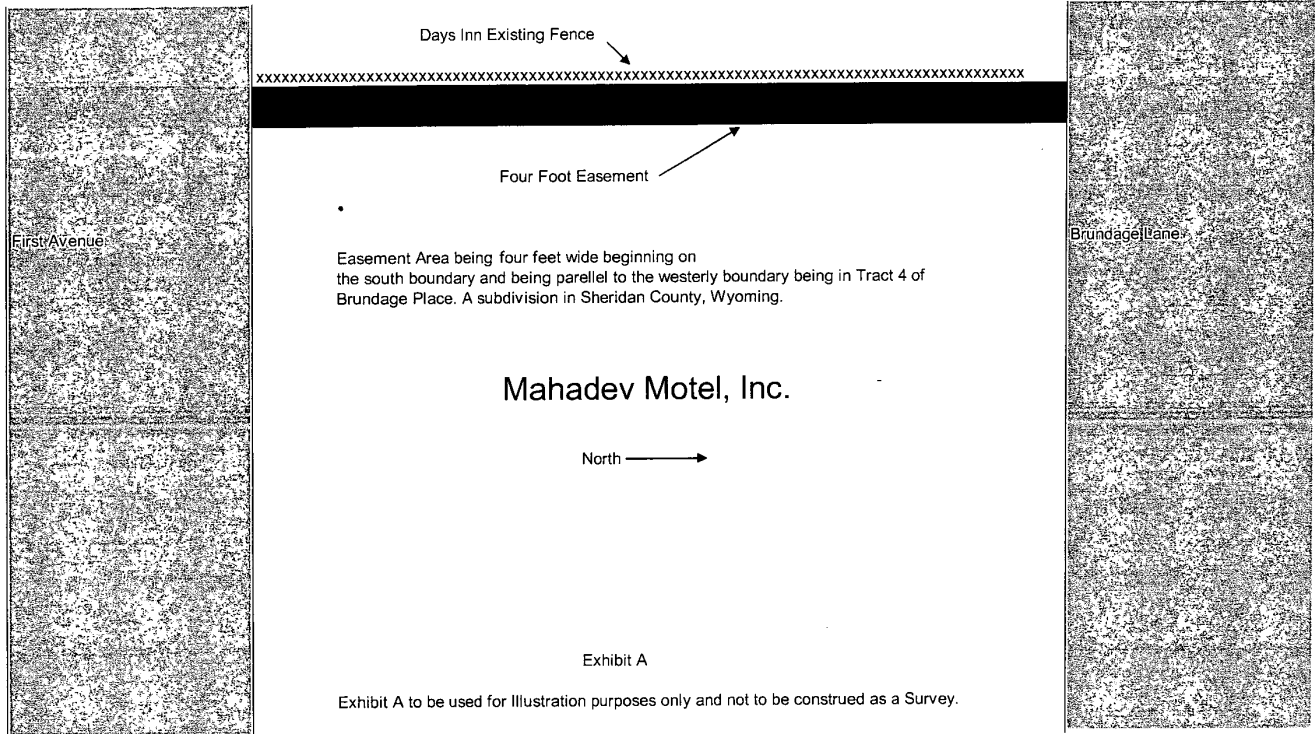 Days Inn Existing Fence
xxxxxxxxxxxxxxxxxxxxxxxxxxxxxxxxxxxxxxxxxxxxxxxxxxxxxxxxxxxxxxxxxxxxxxxxxxxxxxxxxxxxxxxxxxxxxxxx
Four Foot Easement
First Avenue
Brundage Lane
Easement Area being four feet wide beginning on
the south boundary and being parellel to the westerly boundary being in Tract 4 of
Brundage Place. A subdivision in Sheridan County, Wyoming.
Mahadev Motel, Inc.
North
Exhibit A
Exhibit A to be used for Illustration purposes only and not to be construed as a Survey.